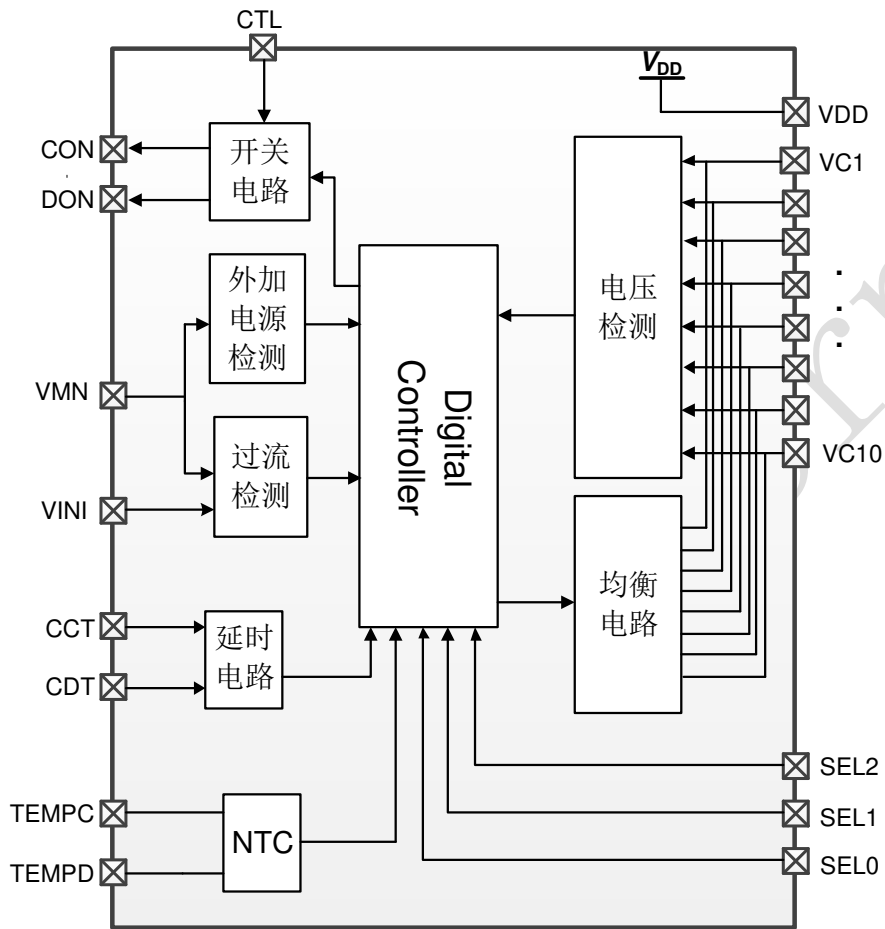 CTL
V_DD
VDD
CON
开关
电路
VC1
DON
外加
电源
检测
电压
检测
VMN
Digital
Controller
过流
检测
VC10
VINI
均衡
电路
CCT
延时
电路
CDT
SEL2
TEMPC
SEL1
NTC
TEMPD
SEL0